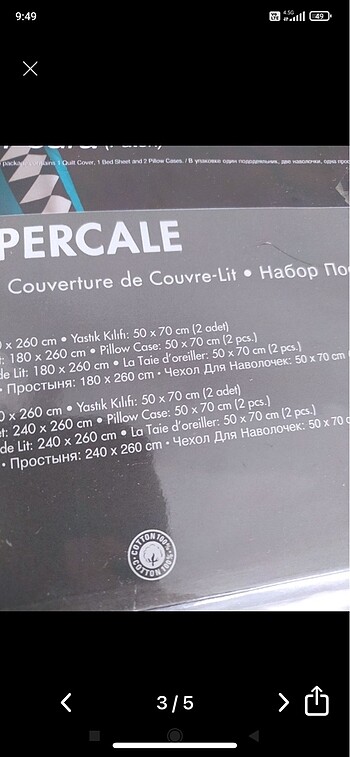 9:49
4.5G
49
package contains 1 Quilt Cover, 1 Bed Sheet and 2 Pillow Cases. / В упаковке один пододеяльник, две наволочки, одна
PERCALE
Couverture de Couvre-Lit • Набор
x 260 cm • Yastık Kılıfı: 50 x 70 cm (2 adet)
180 x 260 cm • Pillow Case: 50 x 70 cm (2 pcs.)
de Lit: 180 x 260 cm • La Taie d'oreiller: 50 x 70 cm (2 pcs.)
• Простыня: 180 x 260 cm • Чехол Для Наволочек: 50 x 70 cm
x 260 cm • Yastık Kılıfı: 50 x 70 cm (2 adet)
240 x 260 cm • Pillow Case: 50 x 70 cm (2 pcs.)
de Lit: 240 x 260 cm • La Taie d'oreiller: 50 x 70 cm (2 pcs.)
• Простыня: 240 x 260 cm • Чехол Для Наволочек: 50 x 70
COTTON 100%
COTTON 100%
3 / 5